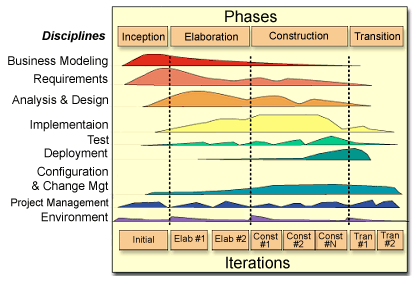 Phases
Disciplines
Inception
Elaboration
Construction
Transition
Business Modeling
Requirements
Analysis & Design
Implementaion
Test
Deployment
Configuration
& Change Mgt
Project Management
Environment
Initial
Elab #1
Elab #2
Const
#1
Const
#2
Const
#N
Tran
#1
Tran
#2
Iterations